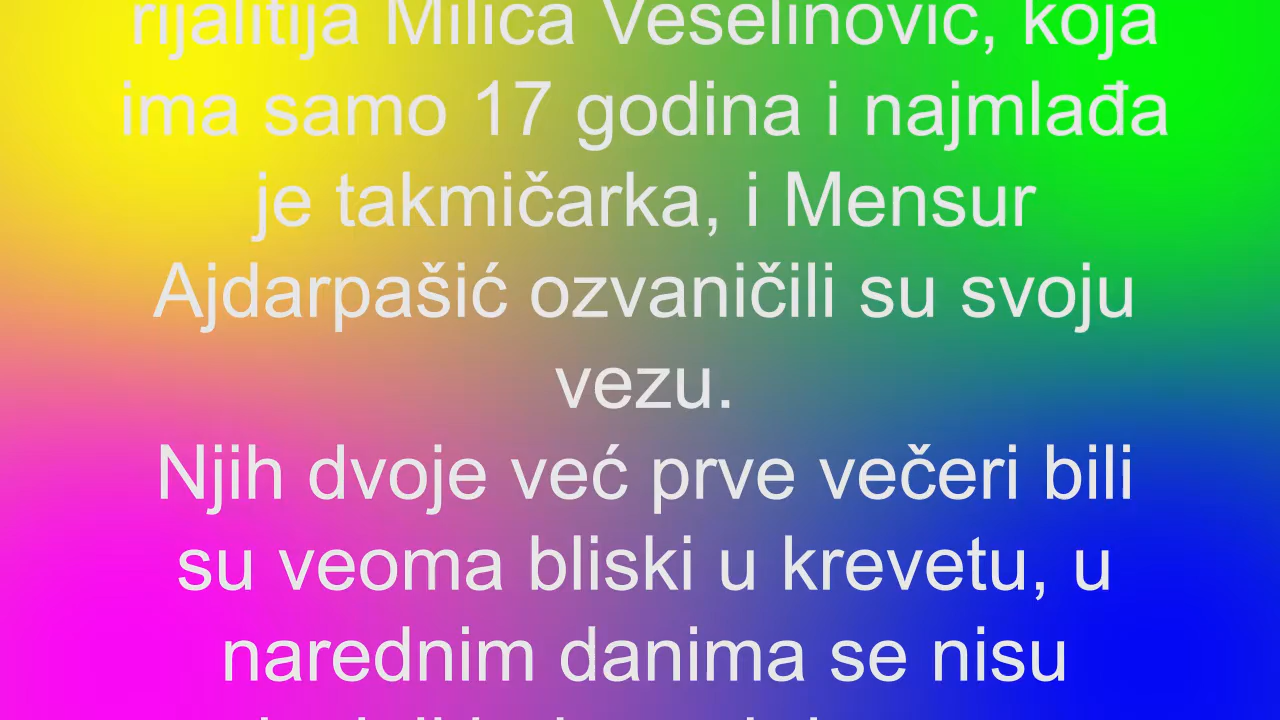 rijalitija Milica Veselinović, koja
ima samo 17 godina i najmlađa
je takmičarka, i Mensur
Ajdarpašić ozvaničili su svoju
vezu.
Njih dvoje već prve večeri bili
su veoma bliski u krevetu, u
narednim danima se nisu